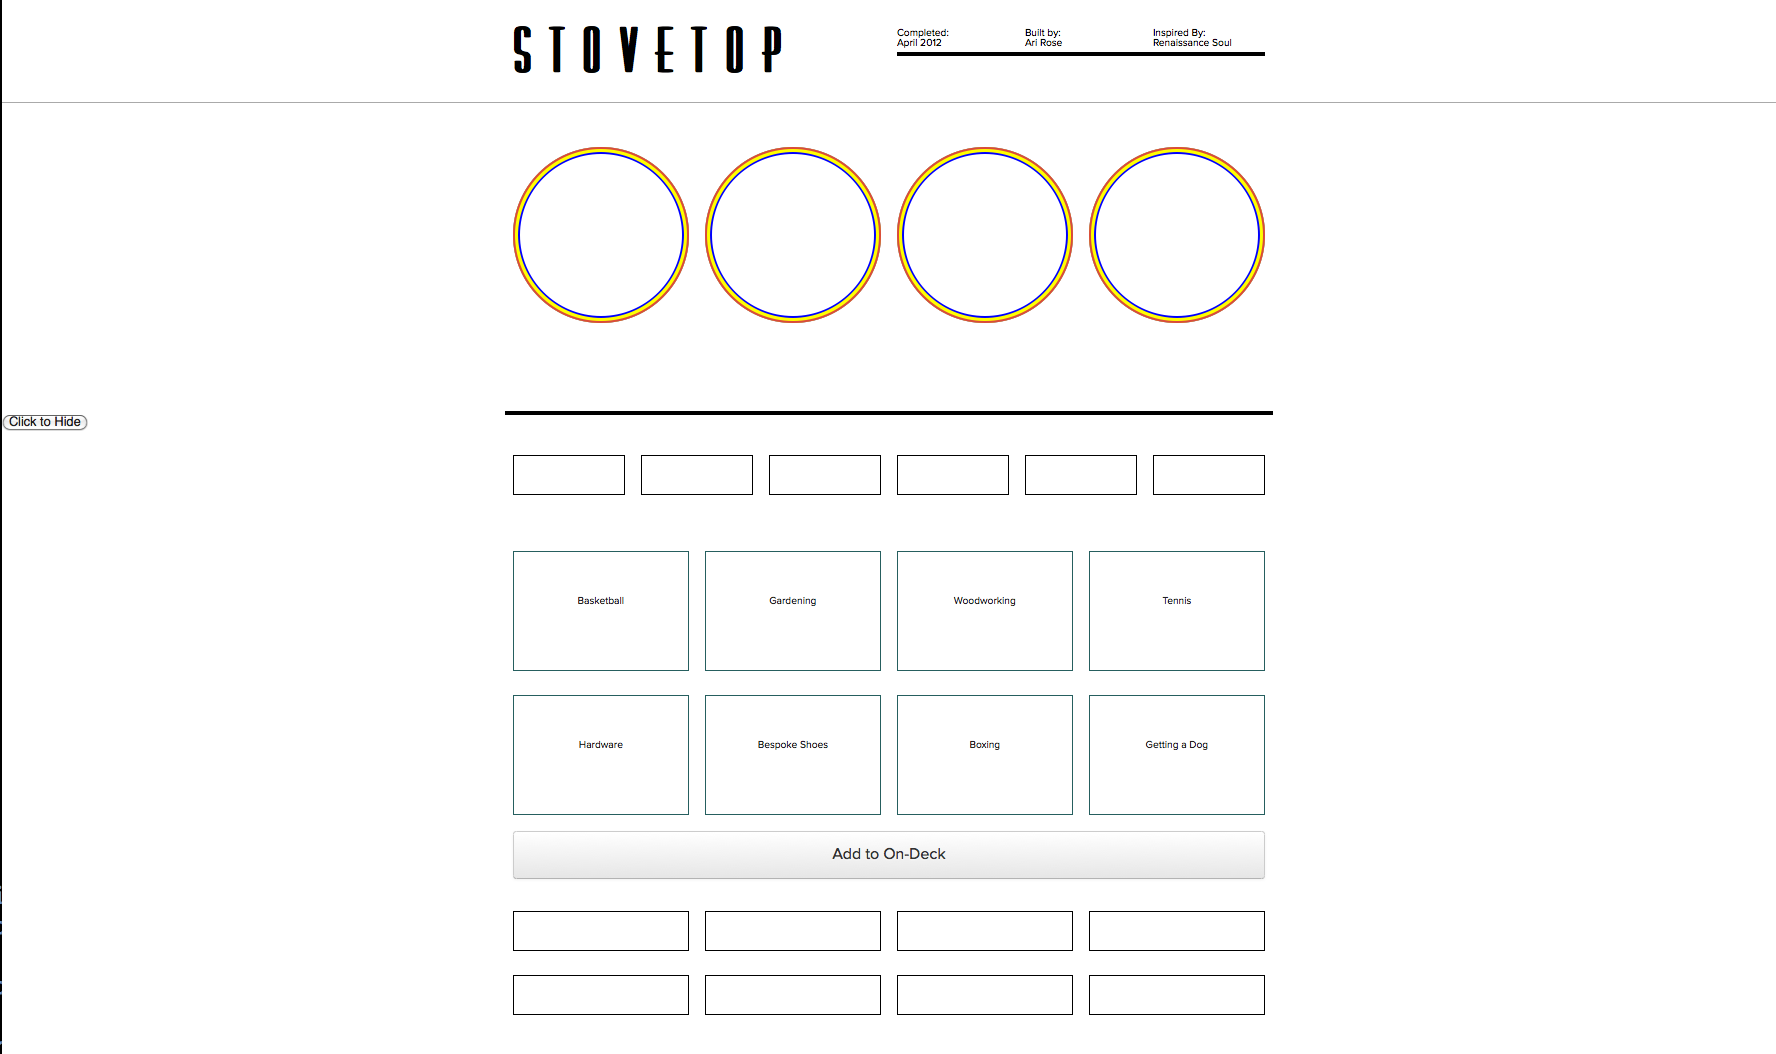 STOVETOP
Completed:
April 2012
Built by:
Ari Rose
Inspired By:
Renaissance Soul
Click to Hide
Basketball
Gardening
Woodworking
Tennis
Hardware
Bespoke Shoes
Boxing
Getting a Dog
Add to On-Deck